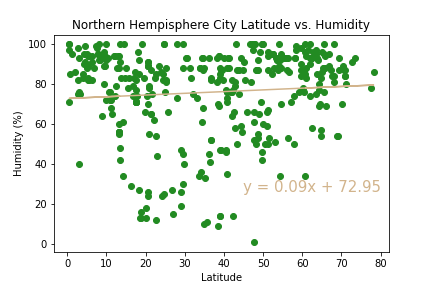 Northern Hempisphere City Latitude vs. Humidity
100
80
60
40
20
0
Humidity (%)
y = 0.09x + 72.95
0 10 20 30 40 50 60 70 80
Latitude